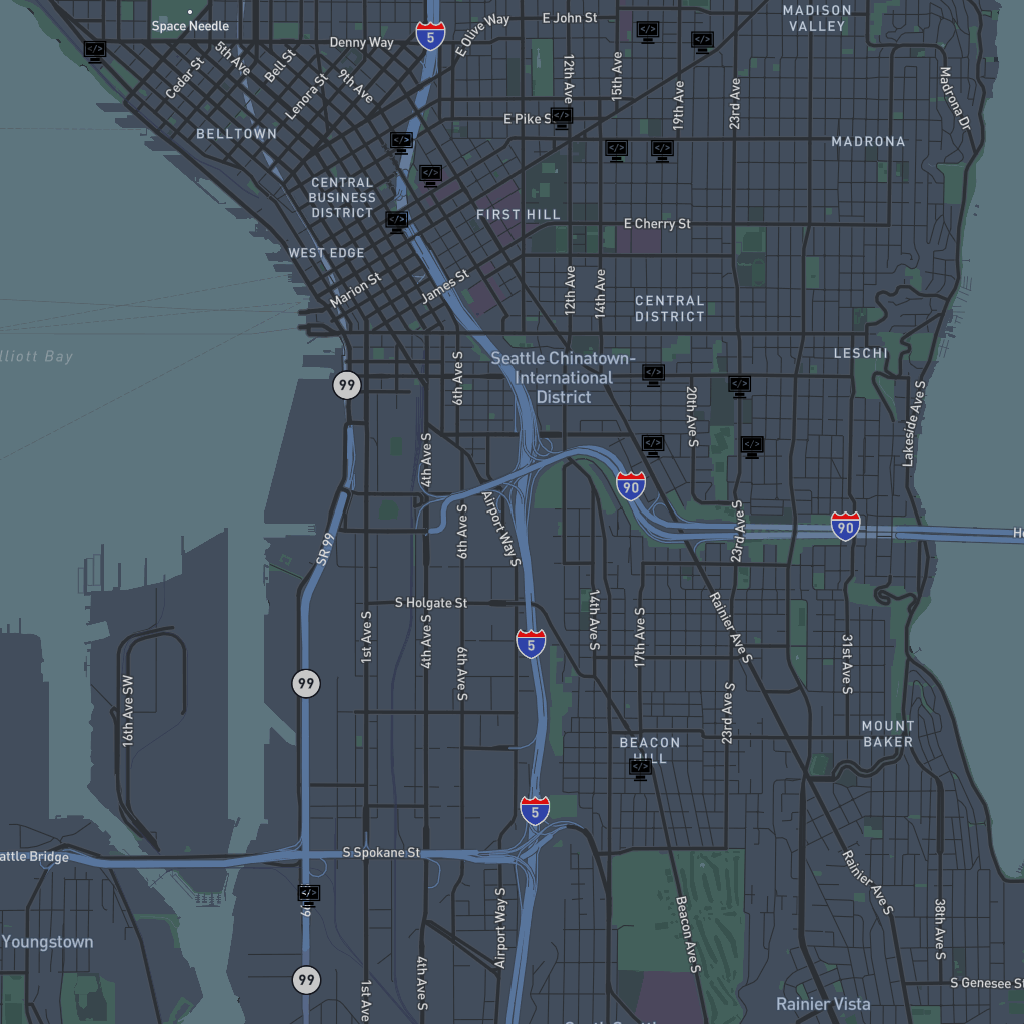 MADISON
VALLEY
E John St
Space Needle
E Olive Way
Denny Way
5
5th Ave
Bell St
Cedar St
9th Ave
Lenora St
12th Ave
15th Ave
19th Ave
23rd Ave
Madrona Dr
E Pike S
BELLTOWN
MADRONA
CENTRAL
BUSINESS
DISTRICT
FIRST HILL
E Cherry St
WEST EDGE
Marion St
James St
12th Ave
14th Ave
CENTRAL
DISTRICT
lliott Bay
LESCHI
Seattle Chinatown-
International
District
99
6th Ave S
20th Ave S
Lakeside Ave S
4th Ave S
90
90
Airport Way S
6th Ave S
23rd Ave S
SR 99
S Holgate St
1st Ave S
4th Ave S
6th Ave S
14th Ave S
17th Ave S
Rainier Ave S
31st Ave S
5
99
16th Ave SW
23rd Ave S
MOUNT
BAKER
BEACON
HILL
5
attle Bridge
S Spokane St
Rainier Ave S
Airport Way S
Beacon Ave S
38th Ave S
Youngstown
99
1st Ave
4th Ave S
S Genesee St
Rainier Vista